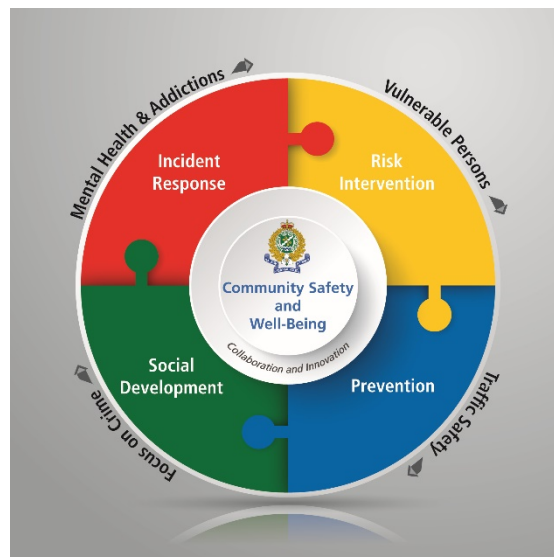 Mental Health & Addictions
Vulnerable Persons
Incident
Response
Risk
Intervention
Community Safety
and
Well-Being
Collaboration and Innovation
Social
Development
Prevention
Focus on Crime
Traffic Safety